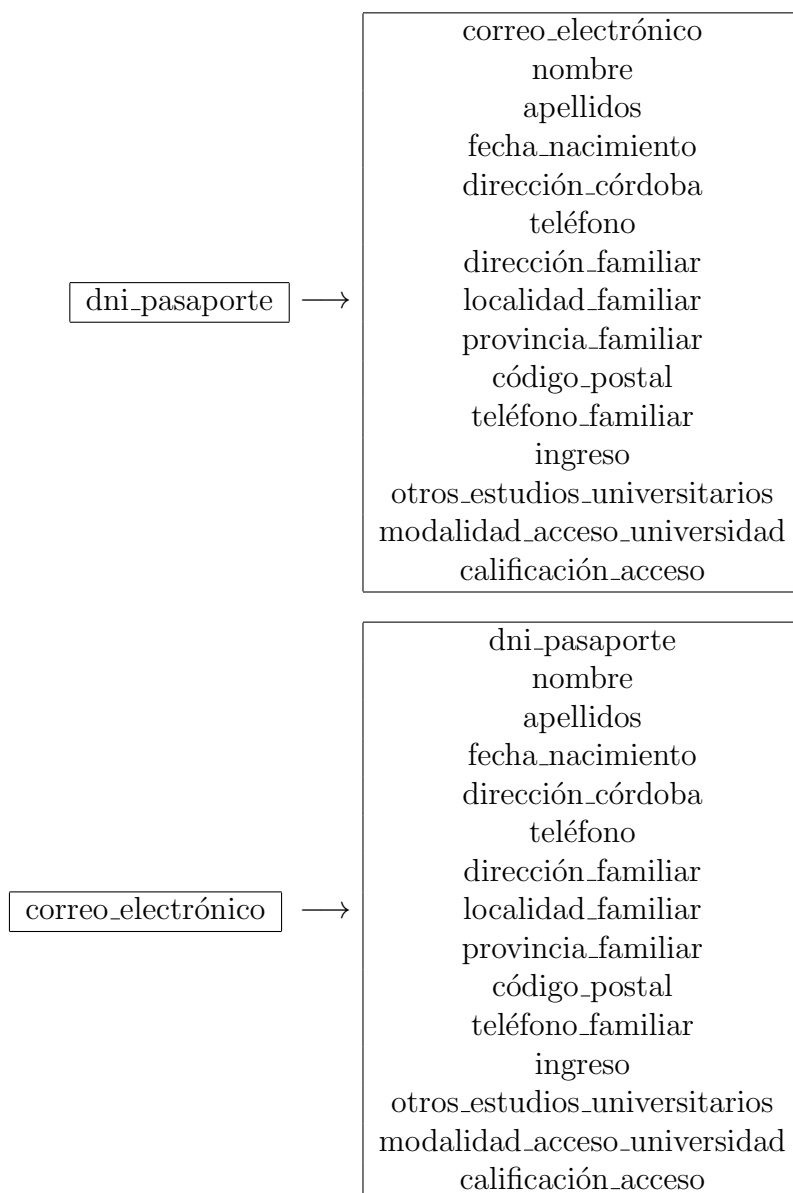 correo_electrónico
nombre
apellidos
fecha_nacimiento
dirección_córdoba
teléfono
dirección_familiar
dni_pasaporte → localidad_familiar
provincia_familiar
código_postal
teléfono_familiar
ingreso
otros_estudios_universitarios
modalidad_acceso_universidad
calificación_acceso
dni_pasaporte
nombre
apellidos
fecha_nacimiento
dirección_córdoba
teléfono
dirección_familiar
correo_electrónico → localidad_familiar
provincia_familiar
código_postal
teléfono_familiar
ingreso
otros_estudios_universitarios
modalidad_acceso_universidad
calificación_acceso